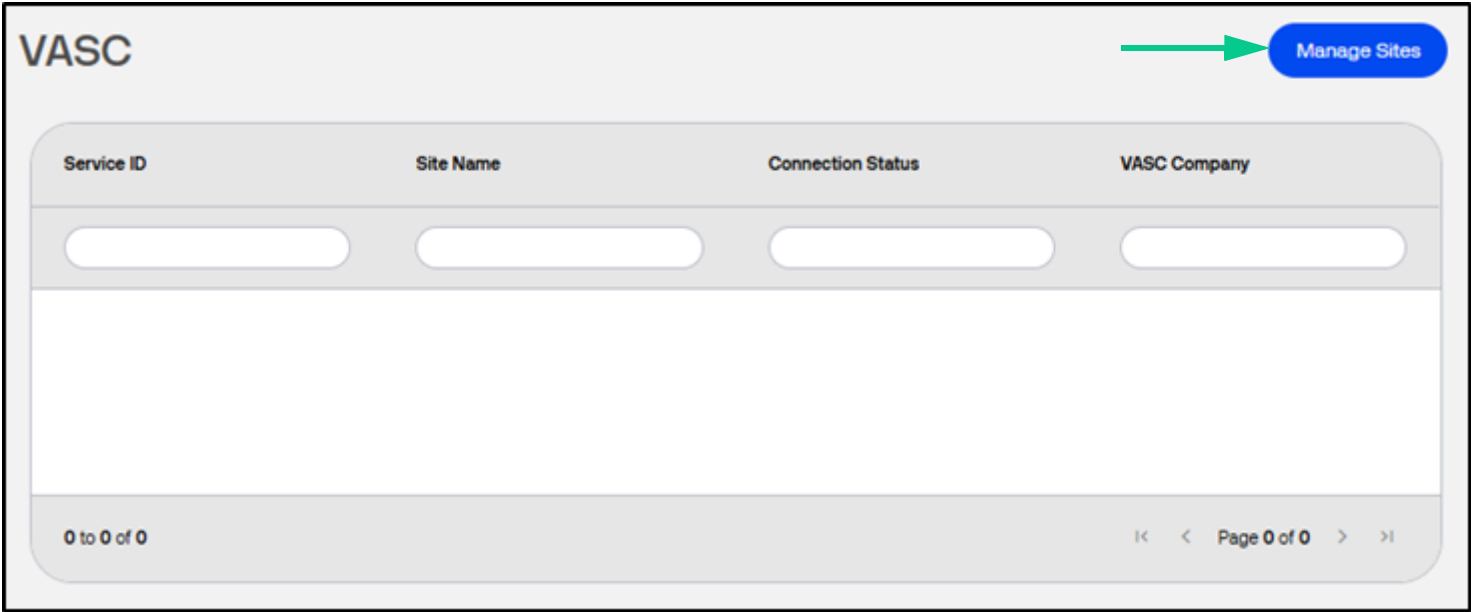 VASC
Manage Sites
Service ID
Site Name
Connection Status
VASC Company
0 to 0 of 0
Page 0 of 0